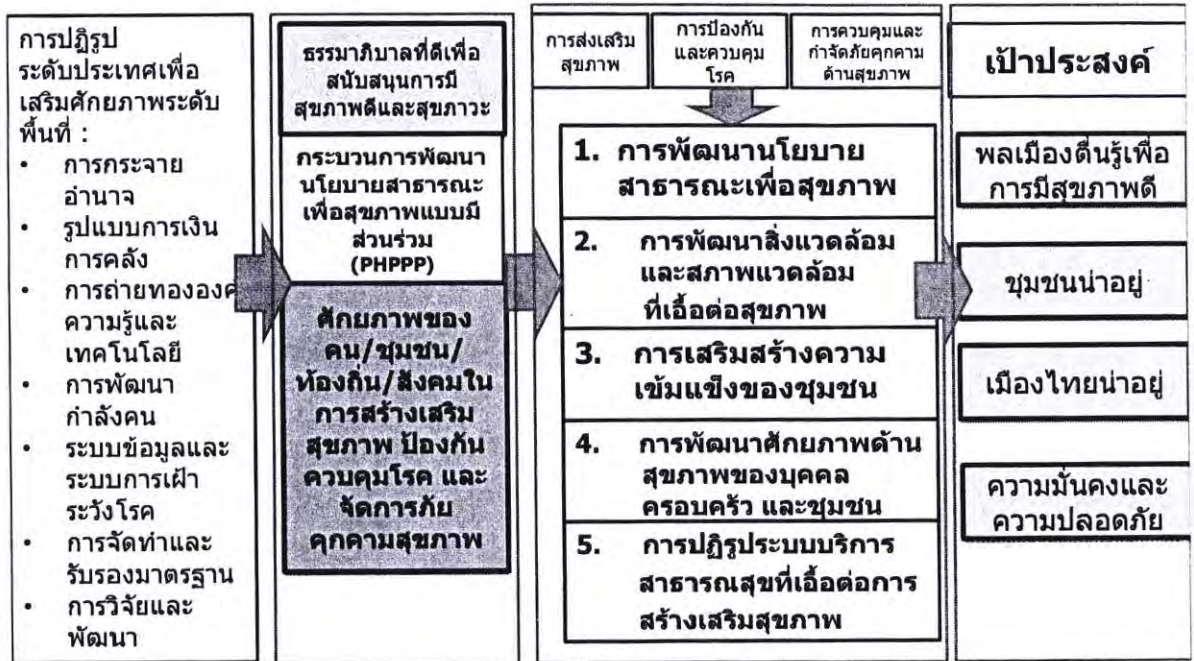 การปฏิรูป
ระดับประเทศเพื่อ
เสริมศักยภาพระดับ
พื้นที่ :
• การกระจาย
อำนาจ
• รูปแบบการเงิน
การคลัง
• การถ่ายทององค
ความรู้และ
เทคโนโลยี
• การพัฒนา
กำลังคน
• ระบบข้อมูลและ
ระบบการเฝ้า
ระวังโรค
• การจัดทำและ
รับรองมาตรฐาน
• การวิจัยและ
พัฒนา
ธรรมาภิบาลที่ดีเพื่อ
สนับสนุนการมี
สุขภาพดีและสุขภาวะ
กระบวนการพัฒนา
นโยบายสาธารณะ
เพื่อสุขภาพแบบมี
ส่วนร่วม
(PHPPP)
ศักยภาพของ
คน/ชุมชน/
ท้องถิ่น/สังคมใน
การสร้างเสริม
สุขภาพ ป้องกัน
ควบคุมโรค และ
จัดการภัย
คุกคามสุขภาพ
การส่งเสริม
สุขภาพ
การป้องกัน
และควบคุม
โรค
การควบคุมและ
กำจัดภัยคุกคาม
ด้านสุขภาพ
1. การพัฒนานโยบาย
สาธารณะเพื่อสุขภาพ
2. การพัฒนาสิ่งแวดล้อม
และสภาพแวดล้อม
ที่เอื้อต่อสุขภาพ
3. การเสริมสร้างความ
เข้มแข็งของชุมชน
4. การพัฒนาศักยภาพด้าน
สุขภาพของบุคคล
ครอบครัว และชุมชน
5. การปฏิรูประบบบริการ
สาธารณสุขที่เอื้อต่อการ
สร้างเสริมสุขภาพ
เป้าประสงค์
พลเมืองตื่นรู้เพื่อ
การมีสุขภาพดี
ชุมชนน่าอยู่
เมืองไทยน่าอยู่
ความมั่นคงและ
ความปลอดภัย